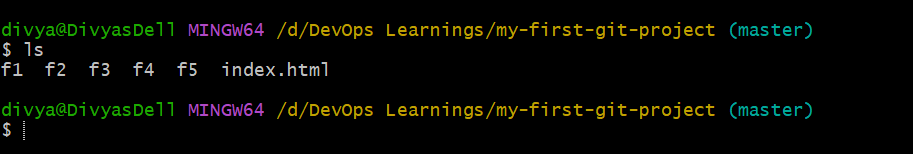 divya@DivyasDell MINGW64 /d/DevOps Learnings/my-first-git-project (master)
$ ls
f1  f2  f3  f4  f5  index.html

divya@DivyasDell MINGW64 /d/DevOps Learnings/my-first-git-project (master)
$